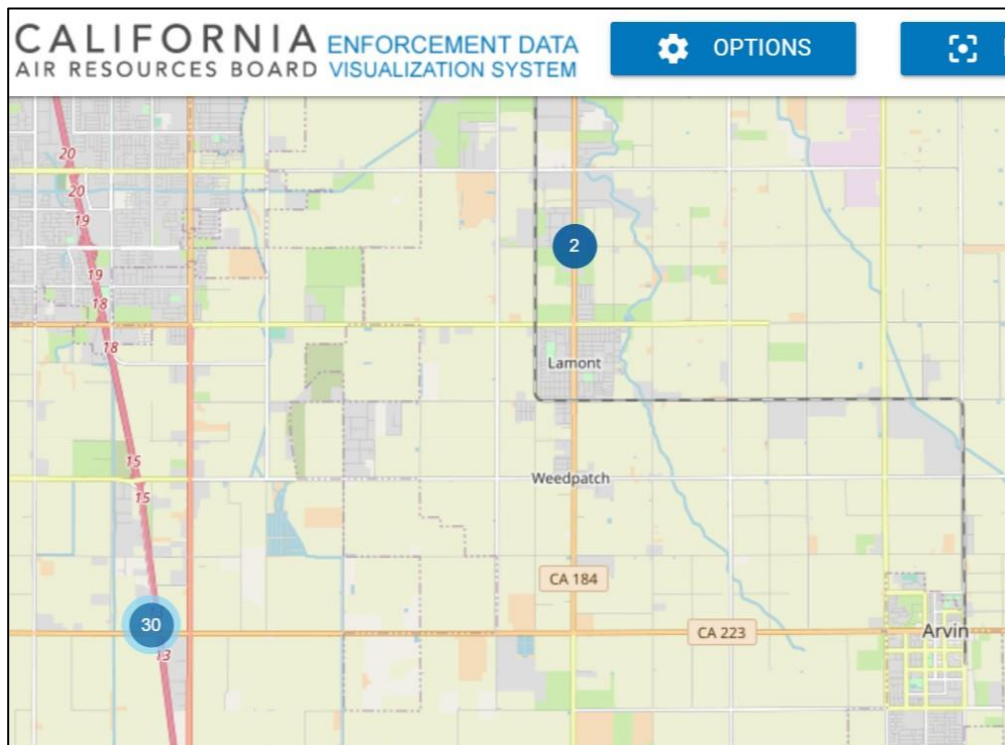 CALIFORNIA
AIR RESOURCES BOARD
ENFORCEMENT DATA
VISUALIZATION SYSTEM
OPTIONS
20
20
19
19
18
18
2
Lamont
15
15
Weedpatch
CA 184
30
CA 223
Arvin
13